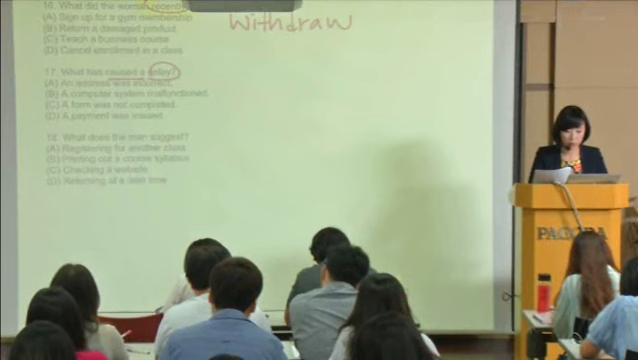 16. What did the woman recently
(A) Sign up for a gym membership
(B) Return a damaged product
(C) Teach a business course
(D) Cancel enrollment in a class
withdraw
17. What has caused a delay?
(A) An address was incorrect.
(B) A computer system malfunctioned.
(C) A form was not completed.
(D) A payment was missed.
18. What does the man suggest?
(A) Registering for another class
(B) Printing out a course syllabus
(C) Checking a website
(D) Returning at a later time
PAGODA